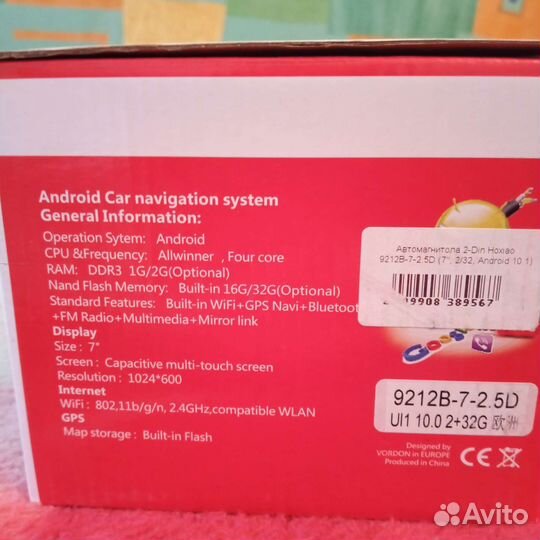 Android Car navigation system
General Information:
Operation Sytem: Android
CPU &Frequency: Allwinner , Four core
RAM: DDR3 1G/2G(Optional)
Nand Flash Memory: Built-in 16G/32G(Optional)
Standard Features: Built-in WiFi+GPS Navi+Bluetoot
+FM Radio+Multimedia+Mirror link
Display
Size : 7"
Screen : Capacitive multi-touch screen
Resolution : 1024*600
Internet
WiFi : 802,11b/g/n, 2.4GHz,compatible WLAN
GPS
Map storage : Built-in Flash
Автомагнитола 2-Din Hoxiao
9212B-7-2.5D (7", 2/32, Android 10.1)
9908 389567
Goo
9212B-7-2.5D
UI1 10.0 2+32G 欧洲
Designed by
VORDON in EUROPE
Produced in China
CE
Avito